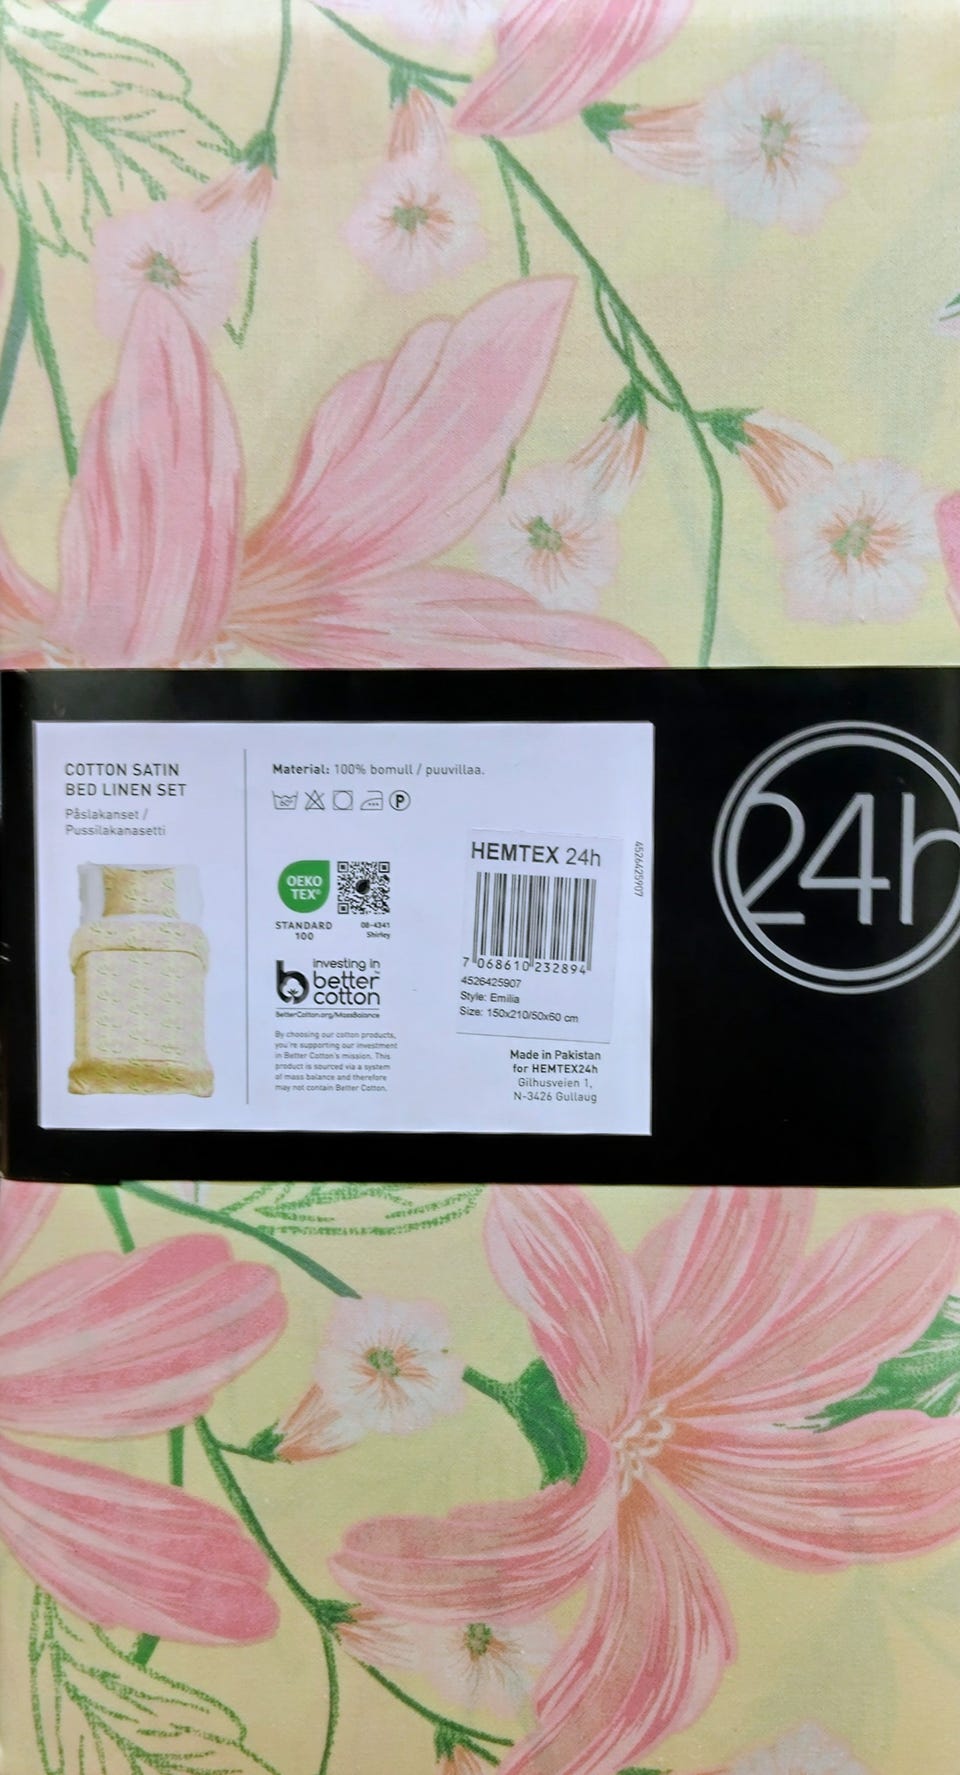 COTTON SATIN
BED LINEN SET
Påslakanset /
Pussilakanasetti
Material: 100% bomull / puuvillaa.
60°
P
OEKO
TEX®
STANDARD
100
08-4341
Shirley
investing in
better
cotton™
BetterCotton.org/MassBalance
By choosing our cotton products,
you're supporting our investment
in Better Cotton's mission. This
product is sourced via a system
of mass balance and therefore
may not contain Better Cotton.
HEMTEX 24h
7 068610 232894
4526425907
Style: Emilia
Size: 150x210/50x60 cm
4526425907
Made in Pakistan
for HEMTEX24h
Gilhusveien 1,
N-3426 Gullaug
24h